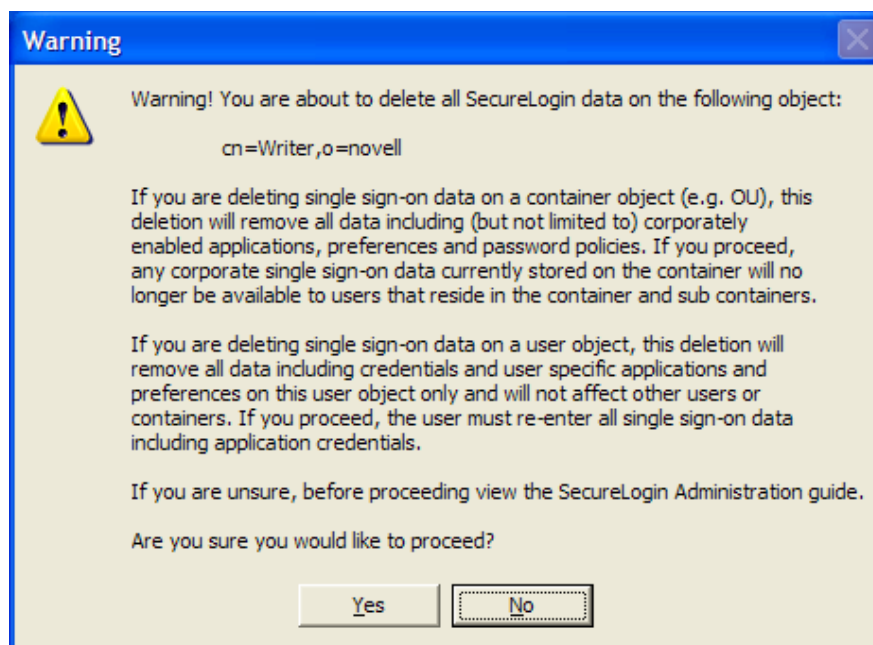 Warning
Warning! You are about to delete all SecureLogin data on the following object:
cn=Writer,o=novell
If you are deleting single sign-on data on a container object (e.g. OU), this
deletion will remove all data including (but not limited to) corporately
enabled applications, preferences and password policies. If you proceed,
any corporate single sign-on data currently stored on the container will no
longer be available to users that reside in the container and sub containers.
If you are deleting single sign-on data on a user object, this deletion will
remove all data including credentials and user specific applications and
preferences on this user object only and will not affect other users or
containers. If you proceed, the user must re-enter all single sign-on data
including application credentials.
If you are unsure, before proceeding view the SecureLogin Administration guide.
Are you sure you would like to proceed?
Yes
No